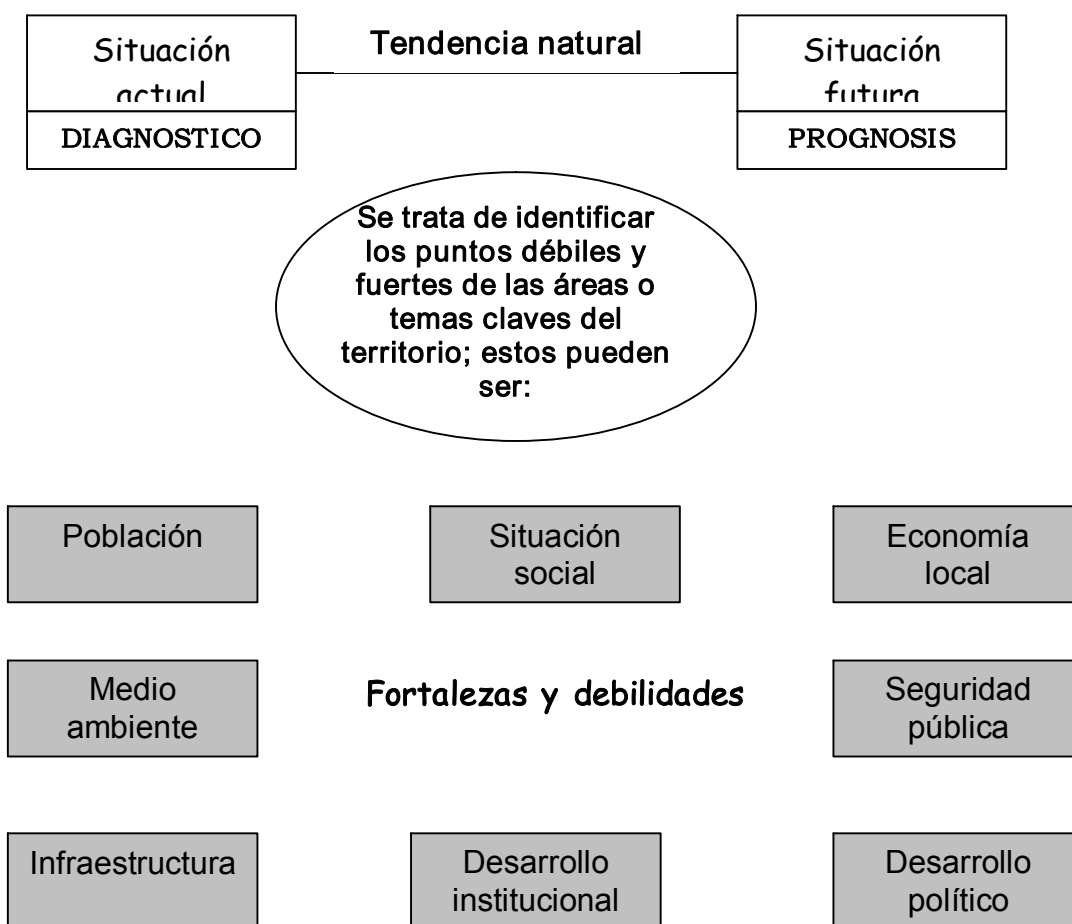 Situación
actual
DIAGNOSTICO
Tendencia natural
Situación
futura
PROGNOSIS
Se trata de identificar
los puntos débiles y
fuertes de las áreas o
temas claves del
territorio; estos pueden
ser:
Población
Situación
social
Economía
local
Medio
ambiente
Fortalezas y debilidades
Seguridad
pública
Infraestructura
Desarrollo
institucional
Desarrollo
político